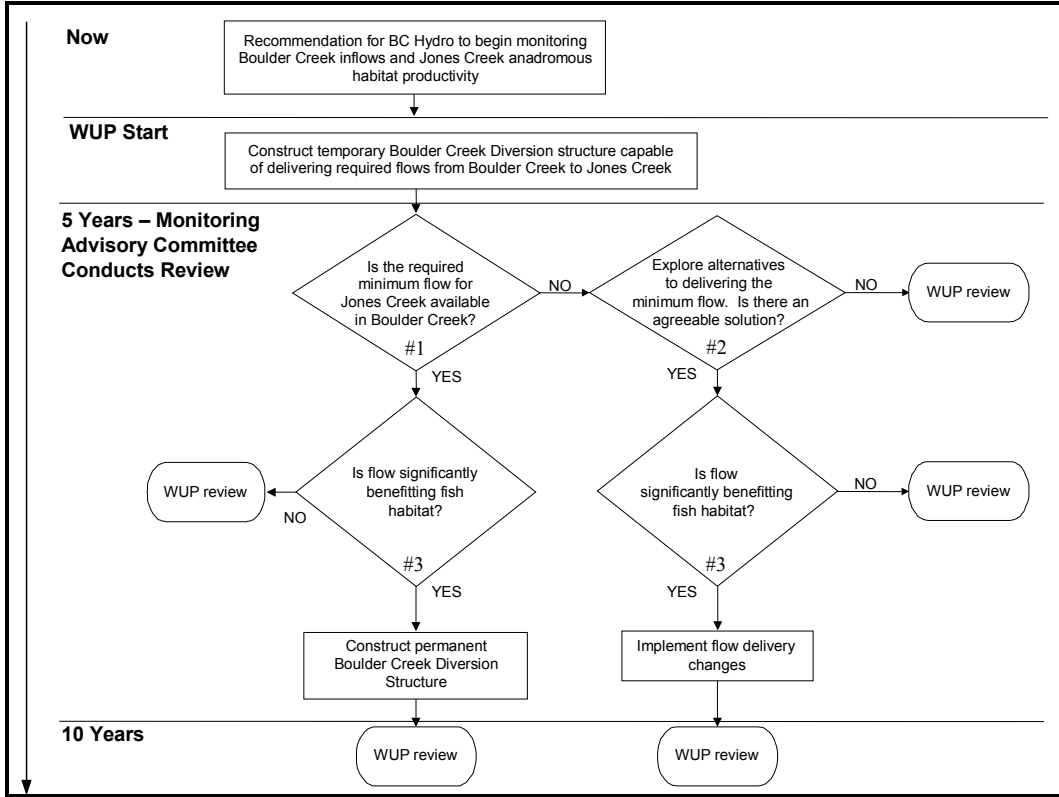 Now
Recommendation for BC Hydro to begin monitoring
Boulder Creek inflows and Jones Creek anadromous
habitat productivity
WUP Start
Construct temporary Boulder Creek Diversion structure capable
of delivering required flows from Boulder Creek to Jones Creek
5 Years – Monitoring
Advisory Committee
Conducts Review
Is the required
minimum flow for
Jones Creek available
in Boulder Creek?
#1
NO
Explore alternatives
to delivering the
minimum flow. Is there an
agreeable solution?
#2
NO
WUP review
YES
YES
WUP review
NO
Is flow significantly
benefitting fish
habitat?
#3
Is flow
significantly benefitting
fish habitat?
#3
NO
WUP review
YES
YES
Construct permanent
Boulder Creek Diversion
Structure
Implement flow delivery
changes
10 Years
WUP review
WUP review